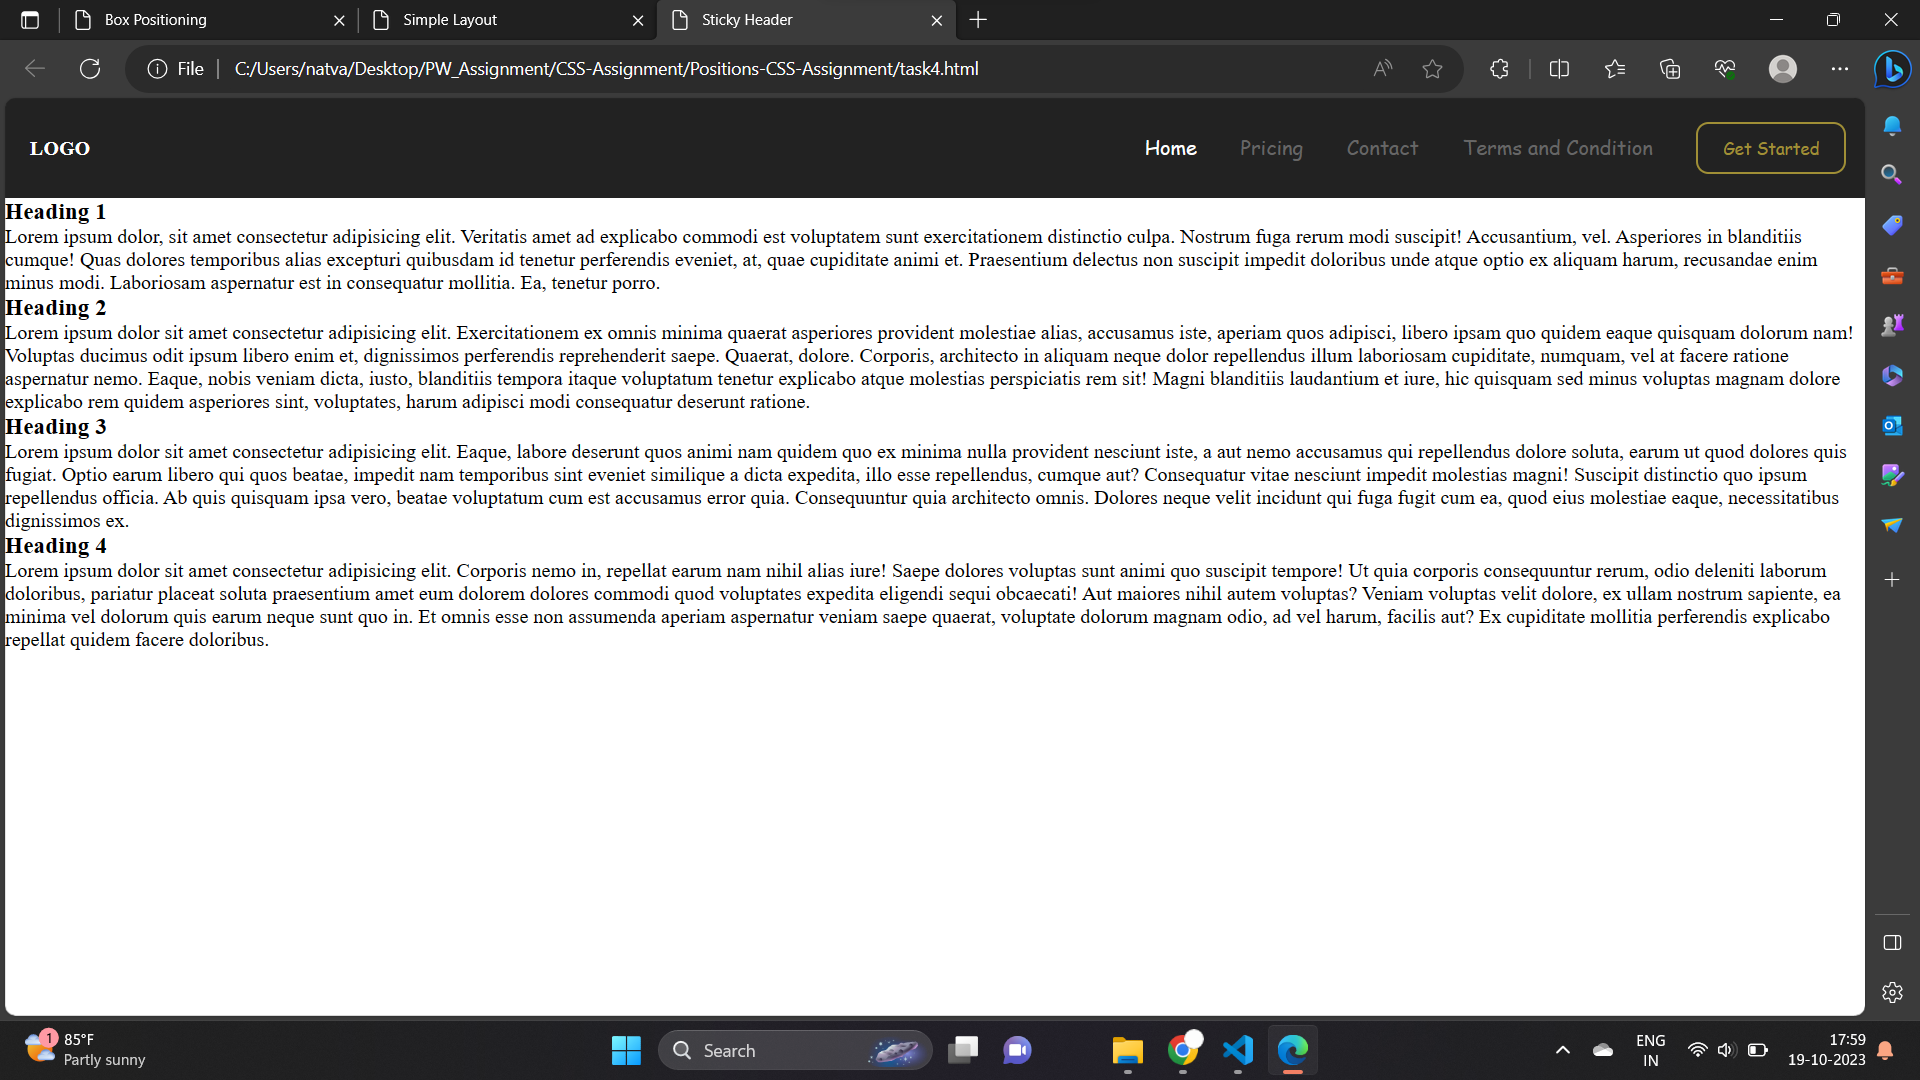 Box Positioning
Simple Layout
Sticky Header
File
C:/Users/natva/Desktop/PW_Assignment/CSS-Assignment/Positions-CSS-Assignment/task4.html
LOGO
Home
Pricing
Contact
Terms and Condition
Get Started
Heading 1
Lorem ipsum dolor, sit amet consectetur adipisicing elit. Veritatis amet ad explicabo commodi est voluptatem sunt exercitationem distinctio culpa. Nostrum fuga rerum modi suscipit! Accusantium, vel. Asperiores in blanditiis
cumque! Quas dolores temporibus alias excepturi quibusdam id tenetur perferendis eveniet, at, quae cupiditate animi et. Praesentium delectus non suscipit impedit doloribus unde atque optio ex aliquam harum, recusandae enim
minus modi. Laboriosam aspernatur est in consequatur mollitia. Ea, tenetur porro.
Heading 2
Lorem ipsum dolor sit amet consectetur adipisicing elit. Exercitationem ex omnis minima quaerat asperiores provident molestiae alias, accusamus iste, aperiam quos adipisci, libero ipsam quo quidem eaque quisquam dolorum nam!
Voluptas ducimus odit ipsum libero enim et, dignissimos perferendis reprehenderit saepe. Quaerat, dolore. Corporis, architecto in aliquam neque dolor repellendus illum laboriosam cupiditate, numquam, vel at facere ratione
aspernatur nemo. Eaque, nobis veniam dicta, iusto, blanditiis tempora itaque voluptatum tenetur explicabo atque molestias perspiciatis rem sit! Magni blanditiis laudantium et iure, hic quisquam sed minus voluptas magnam dolore
explicabo rem quidem asperiores sint, voluptates, harum adipisci modi consequatur deserunt ratione.
Heading 3
Lorem ipsum dolor sit amet consectetur adipisicing elit. Eaque, labore deserunt quos animi nam quidem quo ex minima nulla provident nesciunt iste, a aut nemo accusamus qui repellendus dolore soluta, earum ut quod dolores quis
fugiat. Optio earum libero qui quos beatae, impedit nam temporibus sint eveniet similique a dicta expedita, illo esse repellendus, cumque aut? Consequatur vitae nesciunt impedit molestias magni! Suscipit distinctio quo ipsum
repellendus officia. Ab quis quisquam ipsa vero, beatae voluptatum cum est accusamus error quia. Consequuntur quia architecto omnis. Dolores neque velit incidunt qui fuga fugit cum ea, quod eius molestiae eaque, necessitatibus
dignissimos ex.
Heading 4
Lorem ipsum dolor sit amet consectetur adipisicing elit. Corporis nemo in, repellat earum nam nihil alias iure! Saepe dolores voluptas sunt animi quo suscipit tempore! Ut quia corporis consequuntur rerum, odio deleniti laborum
doloribus, pariatur placeat soluta praesentium amet eum dolorem dolores commodi quod voluptates expedita eligendi sequi obcaecati! Aut maiores nihil autem voluptas? Veniam voluptas velit dolore, ex ullam nostrum sapiente, ea
minima vel dolorum quis earum neque sunt quo in. Et omnis esse non assumenda aperiam aspernatur veniam saepe quaerat, voluptate dolorum magnam odio, ad vel harum, facilis aut? Ex cupiditate mollitia perferendis explicabo
repellat quidem facere doloribus.
1
85°F
Partly sunny
Search
ENG
IN
17:59
19-10-2023